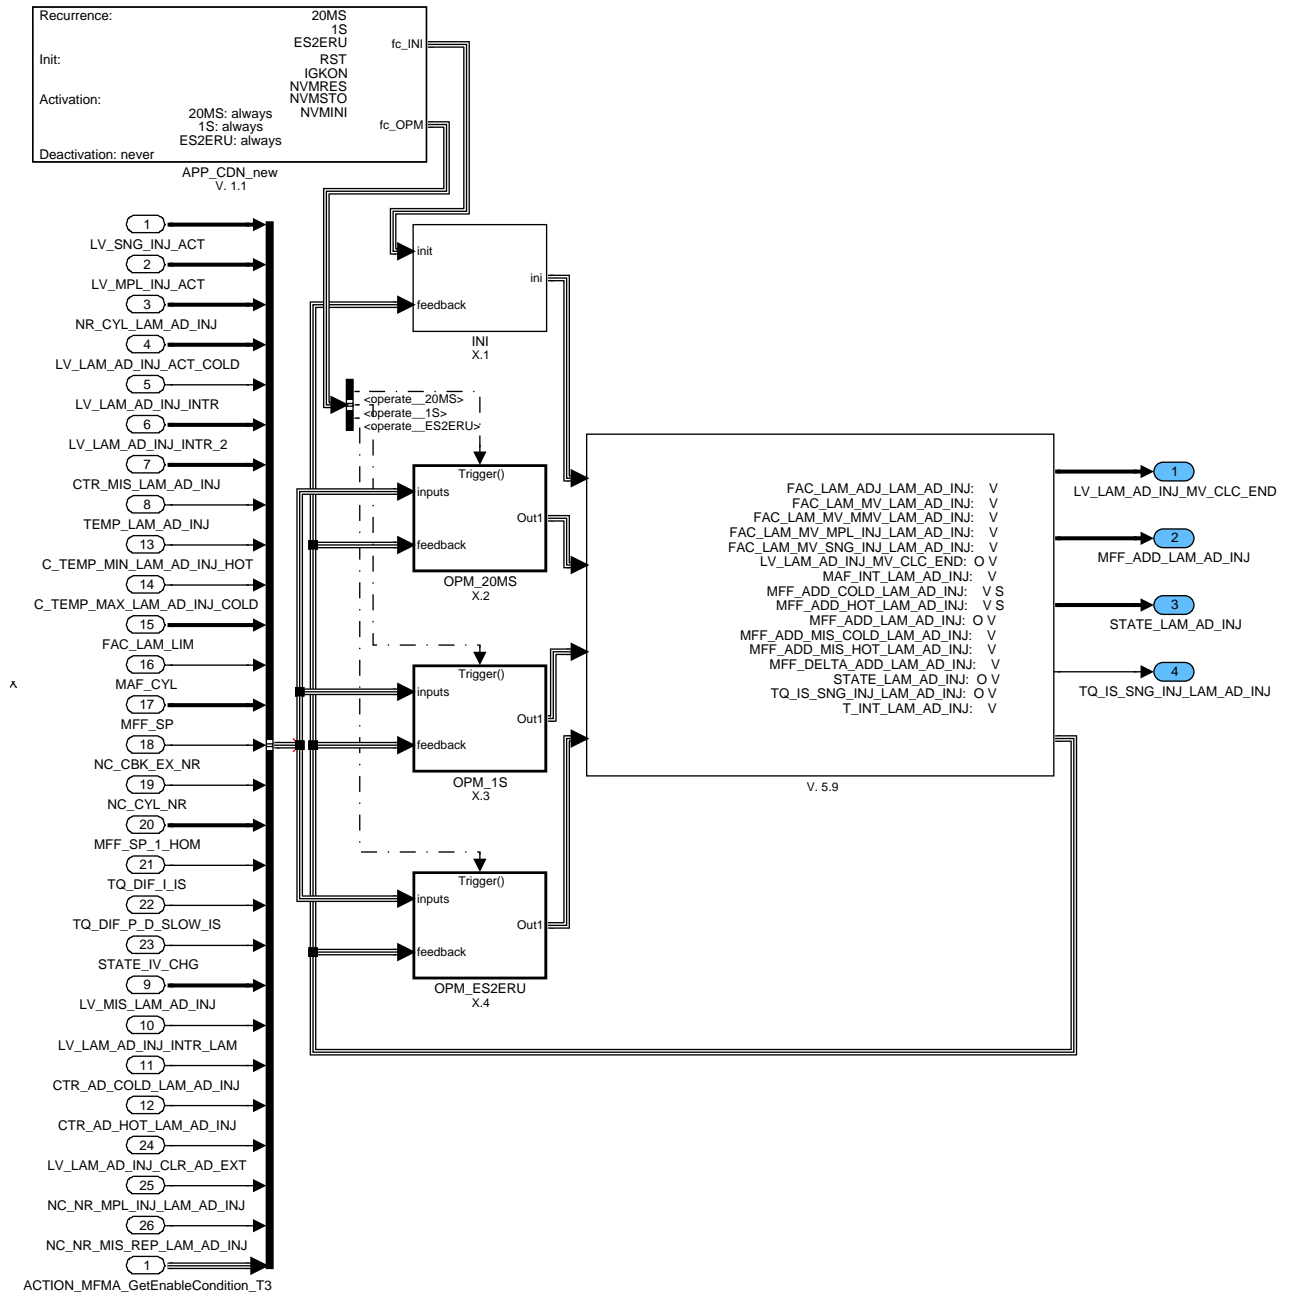 Recurrence:
20MS
1S
ES2ERU
Init:
RST
IGKON
NVMRES
NVMSTO
NVMINI
Activation:
20MS: always
1S: always
ES2ERU: always
Deactivation: never
fc_INI
fc_OPM
APP_CDN_new
V. 1.1
1
LV_SNG_INJ_ACT
2
LV_MPL_INJ_ACT
3
NR_CYL_LAM_AD_INJ
4
LV_LAM_AD_INJ_ACT_COLD
5
LV_LAM_AD_INJ_INTR
6
LV_LAM_AD_INJ_INTR_2
7
CTR_MIS_LAM_AD_INJ
8
TEMP_LAM_AD_INJ
13
C_TEMP_MIN_LAM_AD_INJ_HOT
14
C_TEMP_MAX_LAM_AD_INJ_COLD
15
FAC_LAM_LIM
16
MAF_CYL
17
MFF_SP
18
NC_CBK_EX_NR
19
NC_CYL_NR
20
MFF_SP_1_HOM
21
TQ_DIF_I_IS
22
TQ_DIF_P_D_SLOW_IS
23
STATE_IV_CHG
9
LV_MIS_LAM_AD_INJ
10
LV_LAM_AD_INJ_INTR_LAM
11
CTR_AD_COLD_LAM_AD_INJ
12
CTR_AD_HOT_LAM_AD_INJ
24
LV_LAM_AD_INJ_CLR_AD_EXT
25
NC_NR_MPL_INJ_LAM_AD_INJ
26
NC_NR_MIS_REP_LAM_AD_INJ
1
ACTION_MFMA_GetEnableCondition_T3
x
init
feedback
ini
INI
X.1
<operate__20MS>
<operate__1S>
<operate__ES2ERU>
Trigger()
inputs
Out1
feedback
OPM_20MS
X.2
Trigger()
inputs
Out1
feedback
OPM_1S
X.3
Trigger()
inputs
Out1
feedback
OPM_ES2ERU
X.4
FAC_LAM_ADJ_LAM_AD_INJ: V
FAC_LAM_MV_LAM_AD_INJ: V
FAC_LAM_MV_MMV_LAM_AD_INJ: V
FAC_LAM_MV_MPL_INJ_LAM_AD_INJ: V
FAC_LAM_MV_SNG_INJ_LAM_AD_INJ: V
LV_LAM_AD_INJ_MV_CLC_END: O V
MAF_INT_LAM_AD_INJ: V
MFF_ADD_COLD_LAM_AD_INJ: V S
MFF_ADD_HOT_LAM_AD_INJ: V S
MFF_ADD_LAM_AD_INJ: O V
MFF_ADD_MIS_COLD_LAM_AD_INJ: V
MFF_ADD_MIS_HOT_LAM_AD_INJ: V
MFF_DELTA_ADD_LAM_AD_INJ: V
STATE_LAM_AD_INJ: O V
TQ_IS_SNG_INJ_LAM_AD_INJ: O V
T_INT_LAM_AD_INJ: V
V. 5.9
1
LV_LAM_AD_INJ_MV_CLC_END
2
MFF_ADD_LAM_AD_INJ
3
STATE_LAM_AD_INJ
4
TQ_IS_SNG_INJ_LAM_AD_INJ